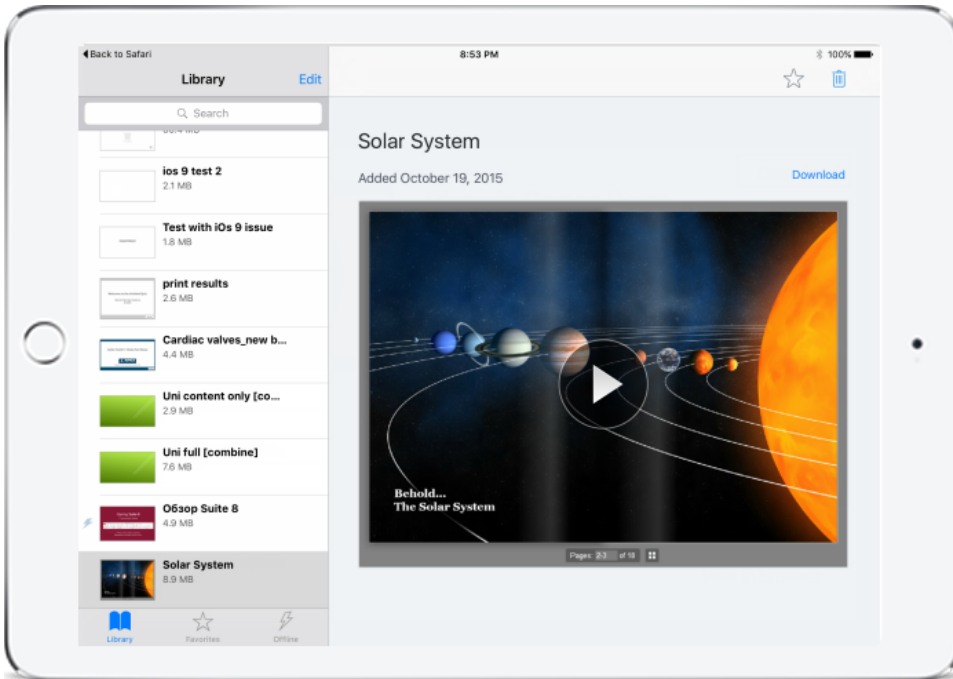 Back to Safari
8:53 PM
100%
Library
Edit
Search
ios 9 test 2
2.1 MB
Test with iOs 9 issue
1.8 MB
print results
2.6 MB
Cardiac valves_new b...
4.4 MB
Uni content only [co...
2.9 MB
Uni full [combine]
7.6 MB
Обзор Suite 8
4.9 MB
Solar System
8.9 MB
Library
Favorites
Offline
Solar System
Added October 19, 2015
Download
Behold...
The Solar System
Pages: 2-3 of 18